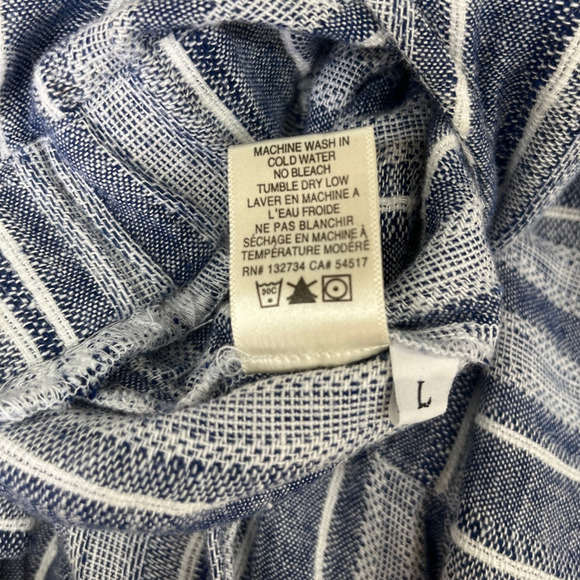 MACHINE WASH IN
COLD WATER
NO BLEACH
TUMBLE DRY LOW
LAVER EN MACHINE A
L'EAU FROIDE
NE PAS BLANCHIR
SÉCHAGE EN MACHINE À
TEMPÉRATURE MODÉRÉ
RN# 132734 CA# 54517
30C
L